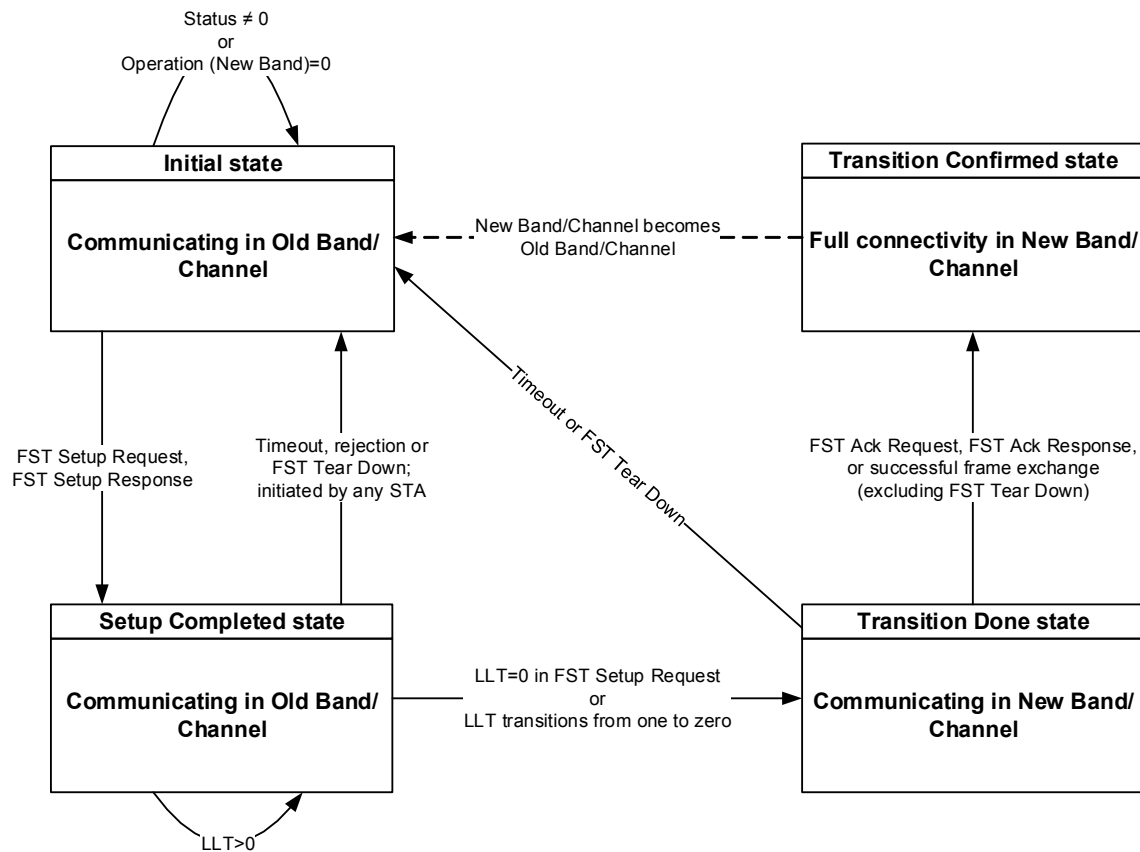 Status ≠ 0
or
Operation (New Band)=0
Initial state
Communicating in Old Band/
Channel
Transition Confirmed state
Full connectivity in New Band/
Channel
New Band/Channel becomes
Old Band/Channel
FST Setup Request,
FST Setup Response
Timeout, rejection or
FST Tear Down;
initiated by any STA
Timeout or FST Tear Down
FST Ack Request, FST Ack Response,
or successful frame exchange
(excluding FST Tear Down)
Setup Completed state
Communicating in Old Band/
Channel
LLT=0 in FST Setup Request
or
LLT transitions from one to zero
Transition Done state
Communicating in New Band/
Channel
LLT>0